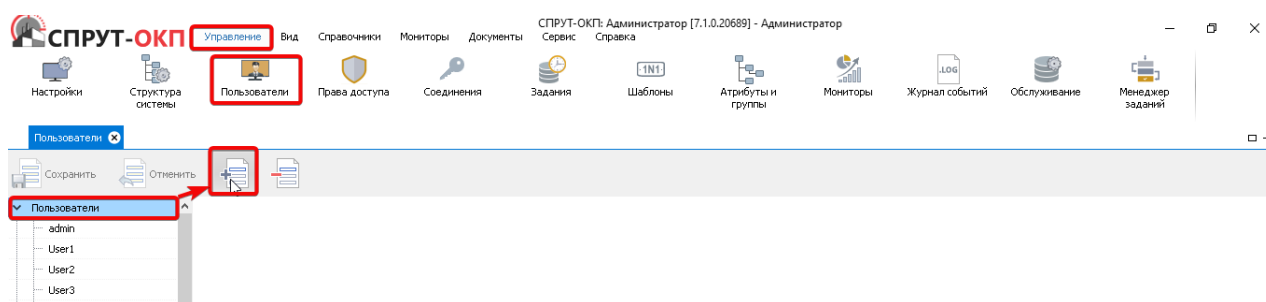 СПРУТ-ОКП: Администратор [7.1.0.20689] - Администратор
СПРУТ-ОКП
Управление Вид Справочники Мониторы Документы Сервис Справка
Настройки Структура системы Пользователи Права доступа Соединения Задания Шаблоны Атрибуты и группы Мониторы Журнал событий Обслуживание Менеджер заданий
1N1
.LOG
Пользователи
Сохранить Отменить
Пользователи
admin
User1
User2
User3